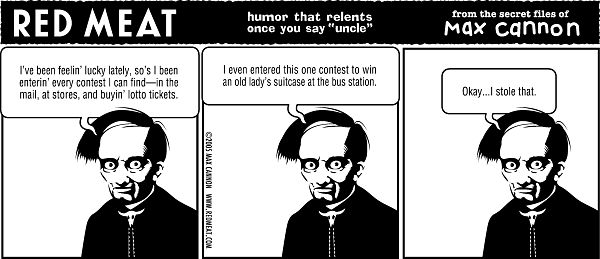 RED MEAT
humor that relents
once you say "uncle"
from the secret files of
Max cannon
I've been feelin' lucky lately, so's I been
enterin' every contest I can find—in the
mail, at stores, and buyin' lotto tickets.
©2005 MAX CANNON WWW.REDMEAT.COM
I even entered this one contest to win
an old lady's suitcase at the bus station.
Okay...I stole that.